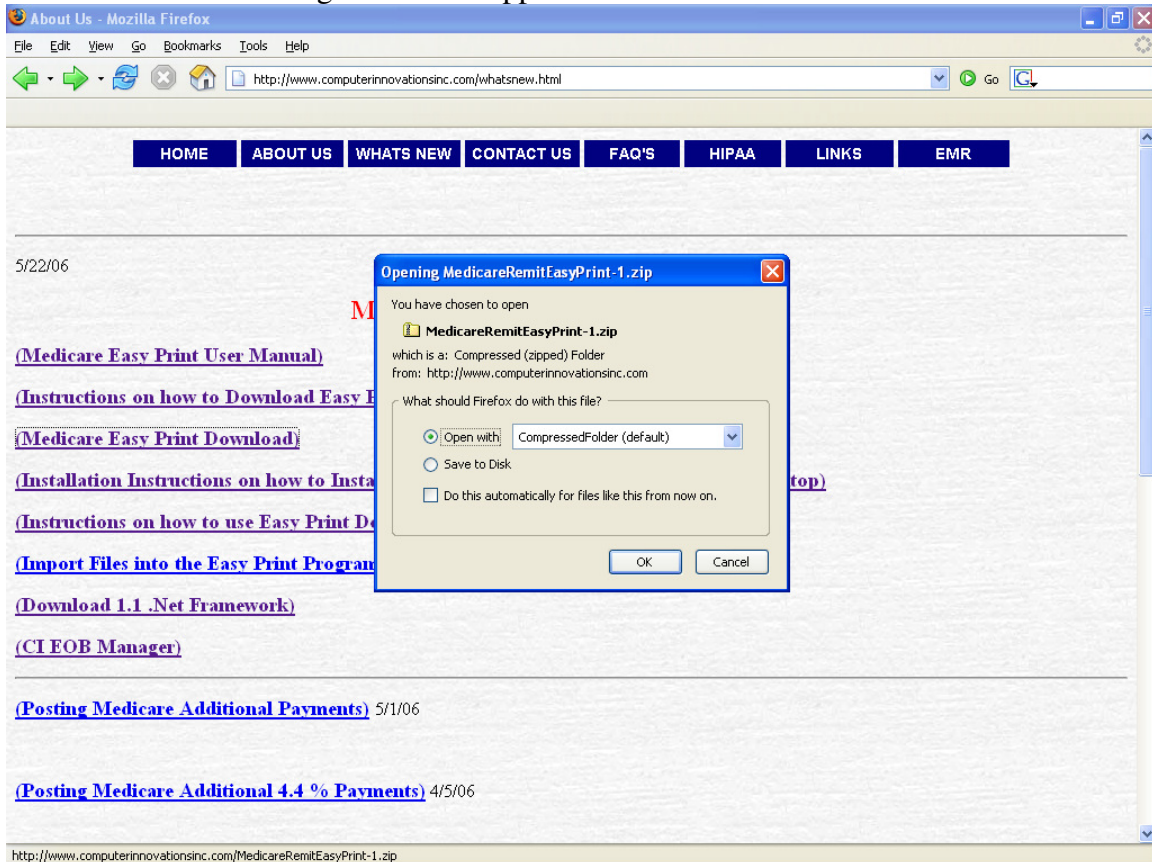 About Us - Mozilla Firefox
File Edit View Go Bookmarks Tools Help
http://www.computerinnovationsinc.com/whatsnew.html Go G
HOME ABOUT US WHATS NEW CONTACT US FAQ'S HIPAA LINKS EMR
5/22/06
M
(Medicare Easy Print User Manual)
(Instructions on how to Download Easy
(Medicare Easy Print Download)
(Installation Instructions on how to Insta top)
(Instructions on how to use Easy Print D
(Import Files into the Easy Print Program
(Download 1.1 .Net Framework)
(CI EOB Manager)
(Posting Medicare Additional Payments) 5/1/06
(Posting Medicare Additional 4.4 % Payments) 4/5/06
Opening MedicareRemitEasyPrint-1.zip
You have chosen to open
MedicareRemitEasyPrint-1.zip
which is a: Compressed (zipped) Folder
from: http://www.computerinnovationsinc.com
What should Firefox do with this file?
Open with CompressedFolder (default)
Save to Disk
Do this automatically for files like this from now on.
OK Cancel
http://www.computerinnovationsinc.com/MedicareRemitEasyPrint-1.zip